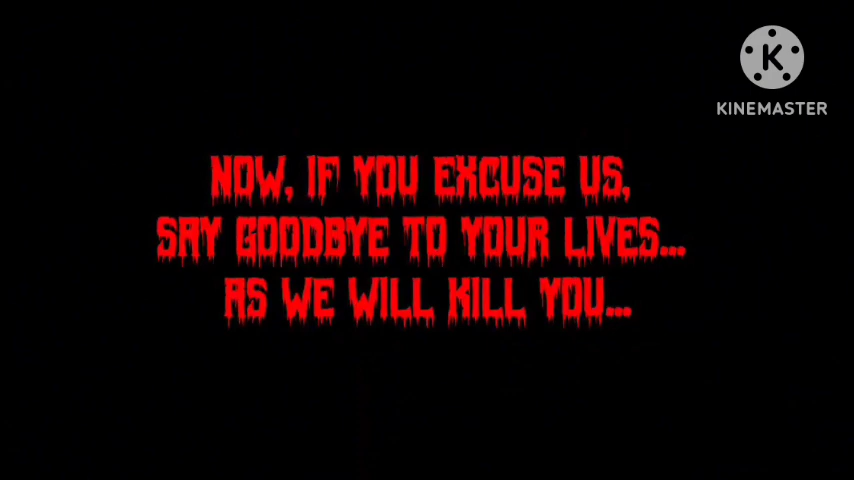 KINEMASTER
NOW, IF YOU EXCUSE US,
SAY GOODBYE TO YOUR LIVES...
AS WE WILL KILL YOU...